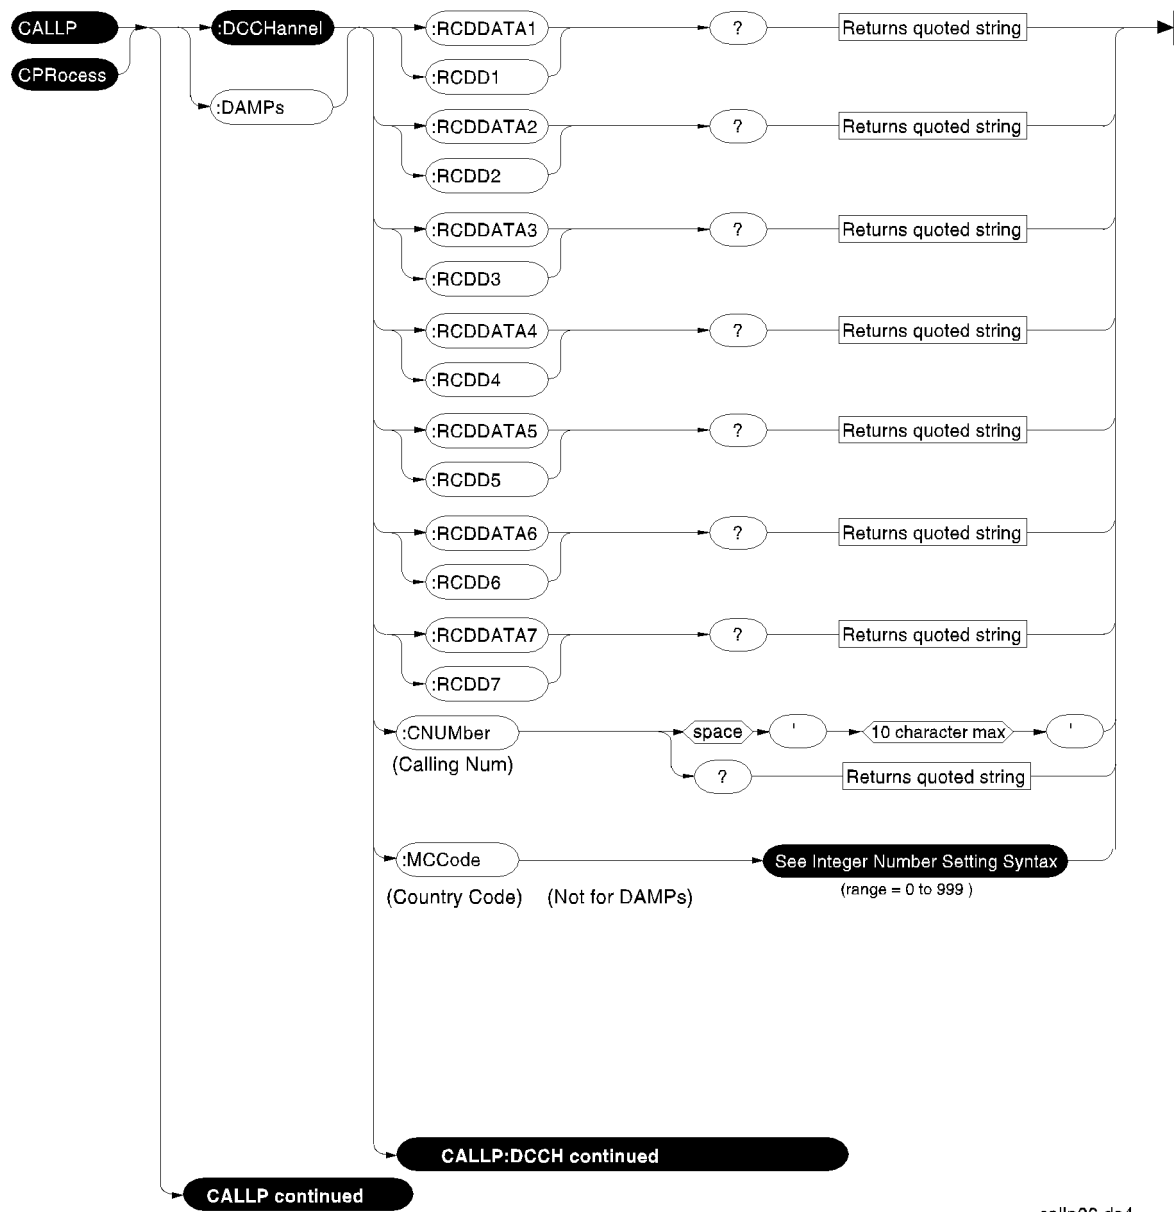 CALLP :DCCHannel :RCDDATA1 ? Returns quoted string
CPRocess :RCDD1
:DAMPs
:RCDDATA2 ? Returns quoted string
:RCDD2
:RCDDATA3 ? Returns quoted string
:RCDD3
:RCDDATA4 ? Returns quoted string
:RCDD4
:RCDDATA5 ? Returns quoted string
:RCDD5
:RCDDATA6 ? Returns quoted string
:RCDD6
:RCDDATA7 ? Returns quoted string
:RCDD7
:CNUMber space ' 10 character max '
(Calling Num) ? Returns quoted string
:MCCode See Integer Number Setting Syntax
(Country Code) (Not for DAMPs) (range = 0 to 999 )
CALLP:DCCH continued
CALLP continued